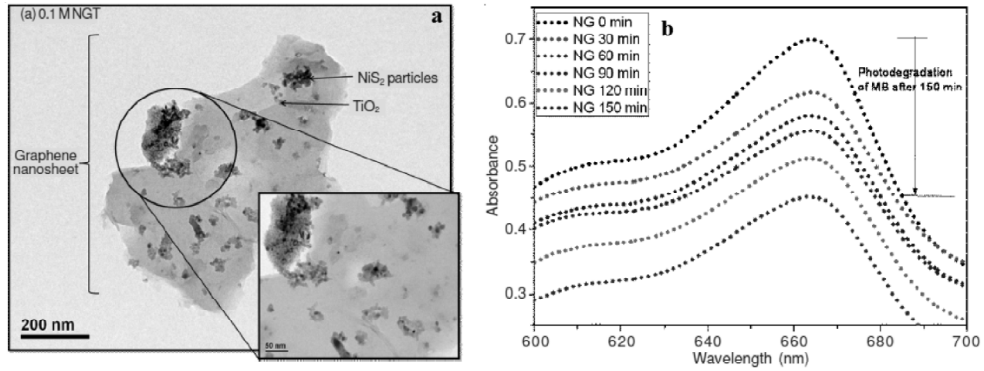 (a) 0.1 M NGT
a
NiS₂ particles
TiO₂
Graphene
nanosheet
200 nm
50 nm
b
NG 0 min
NG 30 min
NG 60 min
NG 90 min
NG 120 min
NG 150 min
Photodegradation
of MB after 150 min
Absorbance
0.7
0.6
0.5
0.4
0.3
600
620
640
660
680
700
Wavelength (nm)